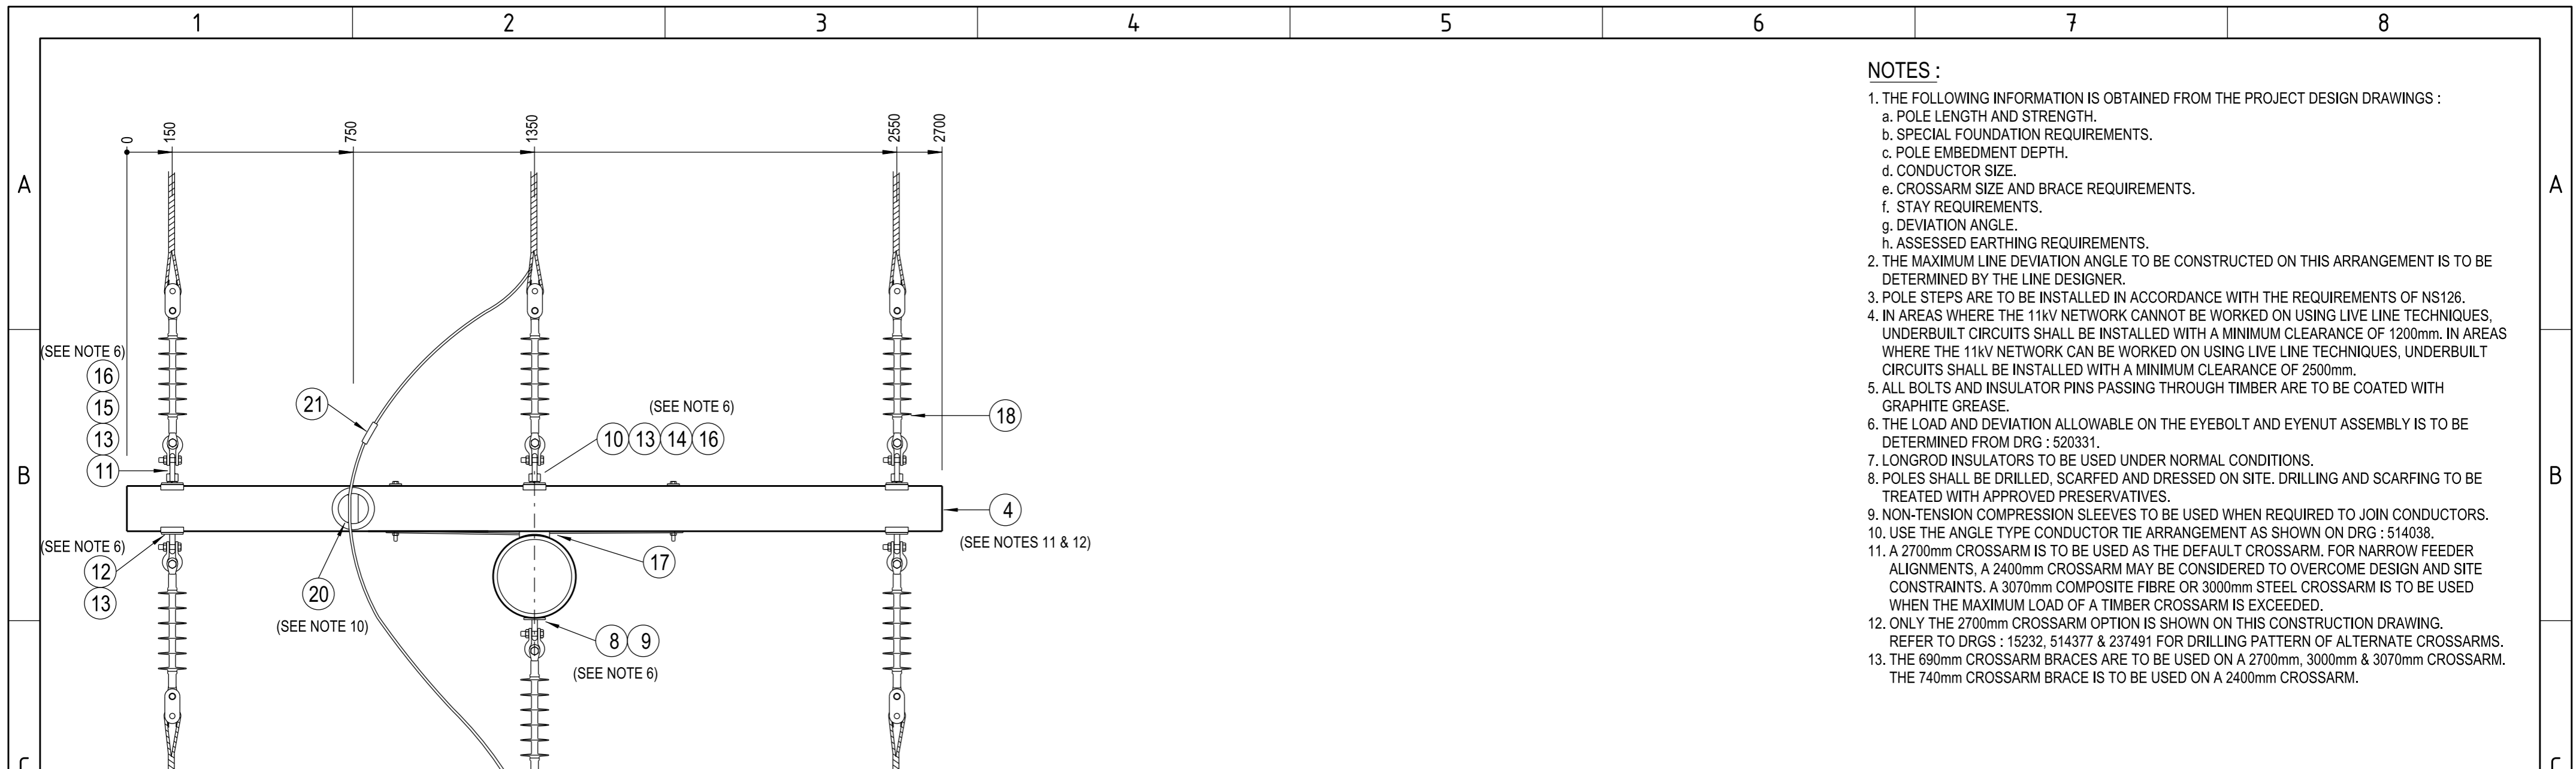 1 2 3 4 5 6 7 8
0 150 750 1350 2550 2700
A
B
C
(SEE NOTE 6)
16
15
13
11
21
(SEE NOTE 6)
10 13 14 16
18
4
(SEE NOTES 11 & 12)
(SEE NOTE 6)
12
13
20
(SEE NOTE 10)
17
8 9
(SEE NOTE 6)
NOTES :
1. THE FOLLOWING INFORMATION IS OBTAINED FROM THE PROJECT DESIGN DRAWINGS :
a. POLE LENGTH AND STRENGTH.
b. SPECIAL FOUNDATION REQUIREMENTS.
c. POLE EMBEDMENT DEPTH.
d. CONDUCTOR SIZE.
e. CROSSARM SIZE AND BRACE REQUIREMENTS.
f. STAY REQUIREMENTS.
g. DEVIATION ANGLE.
h. ASSESSED EARTHING REQUIREMENTS.
2. THE MAXIMUM LINE DEVIATION ANGLE TO BE CONSTRUCTED ON THIS ARRANGEMENT IS TO BE
DETERMINED BY THE LINE DESIGNER.
3. POLE STEPS ARE TO BE INSTALLED IN ACCORDANCE WITH THE REQUIREMENTS OF NS126.
4. IN AREAS WHERE THE 11kV NETWORK CANNOT BE WORKED ON USING LIVE LINE TECHNIQUES,
UNDERBUILT CIRCUITS SHALL BE INSTALLED WITH A MINIMUM CLEARANCE OF 1200mm. IN AREAS
WHERE THE 11kV NETWORK CAN BE WORKED ON USING LIVE LINE TECHNIQUES, UNDERBUILT
CIRCUITS SHALL BE INSTALLED WITH A MINIMUM CLEARANCE OF 2500mm.
5. ALL BOLTS AND INSULATOR PINS PASSING THROUGH TIMBER ARE TO BE COATED WITH
GRAPHITE GREASE.
6. THE LOAD AND DEVIATION ALLOWABLE ON THE EYEBOLT AND EYENUT ASSEMBLY IS TO BE
DETERMINED FROM DRG : 520331.
7. LONGROD INSULATORS TO BE USED UNDER NORMAL CONDITIONS.
8. POLES SHALL BE DRILLED, SCARFED AND DRESSED ON SITE. DRILLING AND SCARFING TO BE
TREATED WITH APPROVED PRESERVATIVES.
9. NON-TENSION COMPRESSION SLEEVES TO BE USED WHEN REQUIRED TO JOIN CONDUCTORS.
10. USE THE ANGLE TYPE CONDUCTOR TIE ARRANGEMENT AS SHOWN ON DRG : 514038.
11. A 2700mm CROSSARM IS TO BE USED AS THE DEFAULT CROSSARM. FOR NARROW FEEDER
ALIGNMENTS, A 2400mm CROSSARM MAY BE CONSIDERED TO OVERCOME DESIGN AND SITE
CONSTRAINTS. A 3070mm COMPOSITE FIBRE OR 3000mm STEEL CROSSARM IS TO BE USED
WHEN THE MAXIMUM LOAD OF A TIMBER CROSSARM IS EXCEEDED.
12. ONLY THE 2700mm CROSSARM OPTION IS SHOWN ON THIS CONSTRUCTION DRAWING.
REFER TO DRGS : 15232, 514377 & 237491 FOR DRILLING PATTERN OF ALTERNATE CROSSARMS.
13. THE 690mm CROSSARM BRACES ARE TO BE USED ON A 2700mm, 3000mm & 3070mm CROSSARM.
THE 740mm CROSSARM BRACE IS TO BE USED ON A 2400mm CROSSARM.
A
B
C